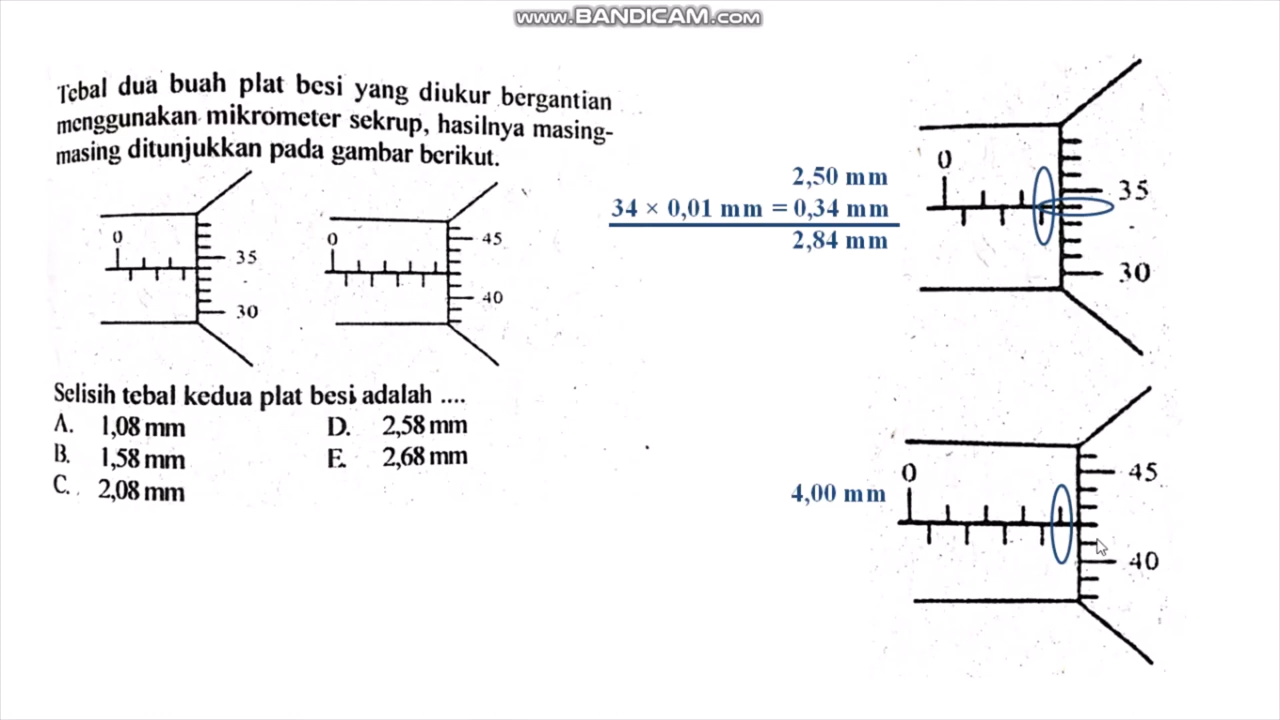 www.BANDICAM.com
Tebal dua buah plat besi yang diukur bergantian
menggunakan mikrometer sekrup, hasilnya masing-
masing ditunjukkan pada gambar berikut.
0
35
30
0
45
40
Selisih tebal kedua plat besi adalah ....
A. 1,08 mm
B. 1,58 mm
C. 2,08 mm
D. 2,58 mm
E. 2,68 mm
2,50 mm
34 × 0,01 mm = 0,34 mm
2,84 mm
0
35
30
4,00 mm
0
45
40